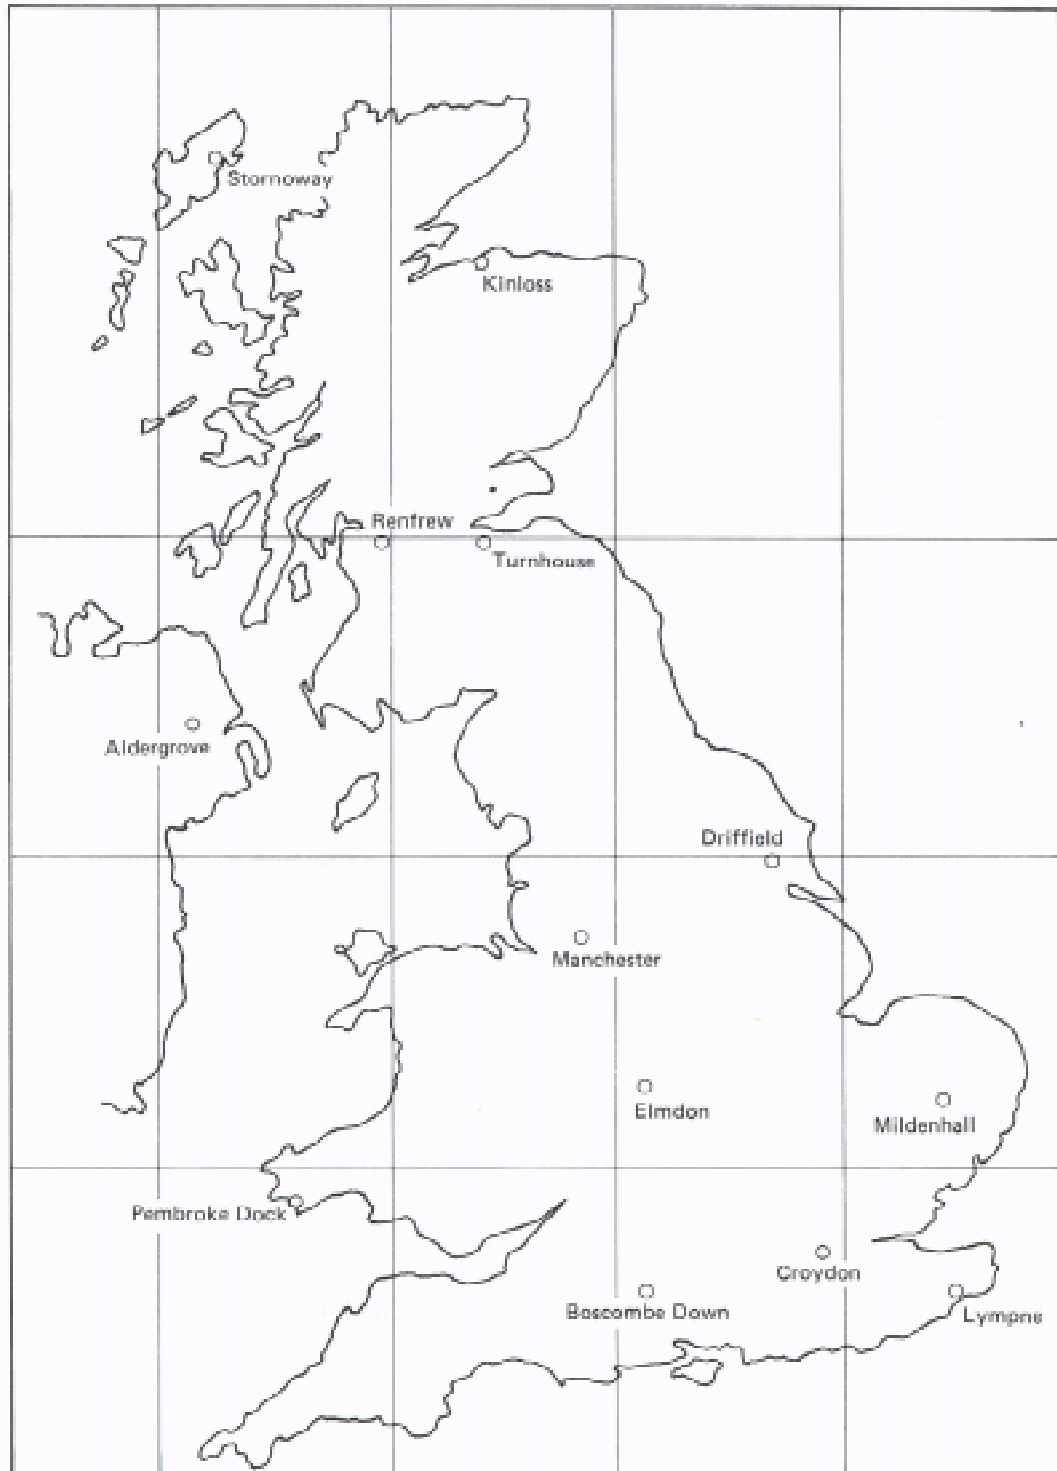 Stornoway
Kinloss
Renfrew
Turnhouse
Aldergrove
Driffield
Manchester
Elmdon
Mildenhall
Pembroke Dock
Croydon
Boscombe Down
Lympne